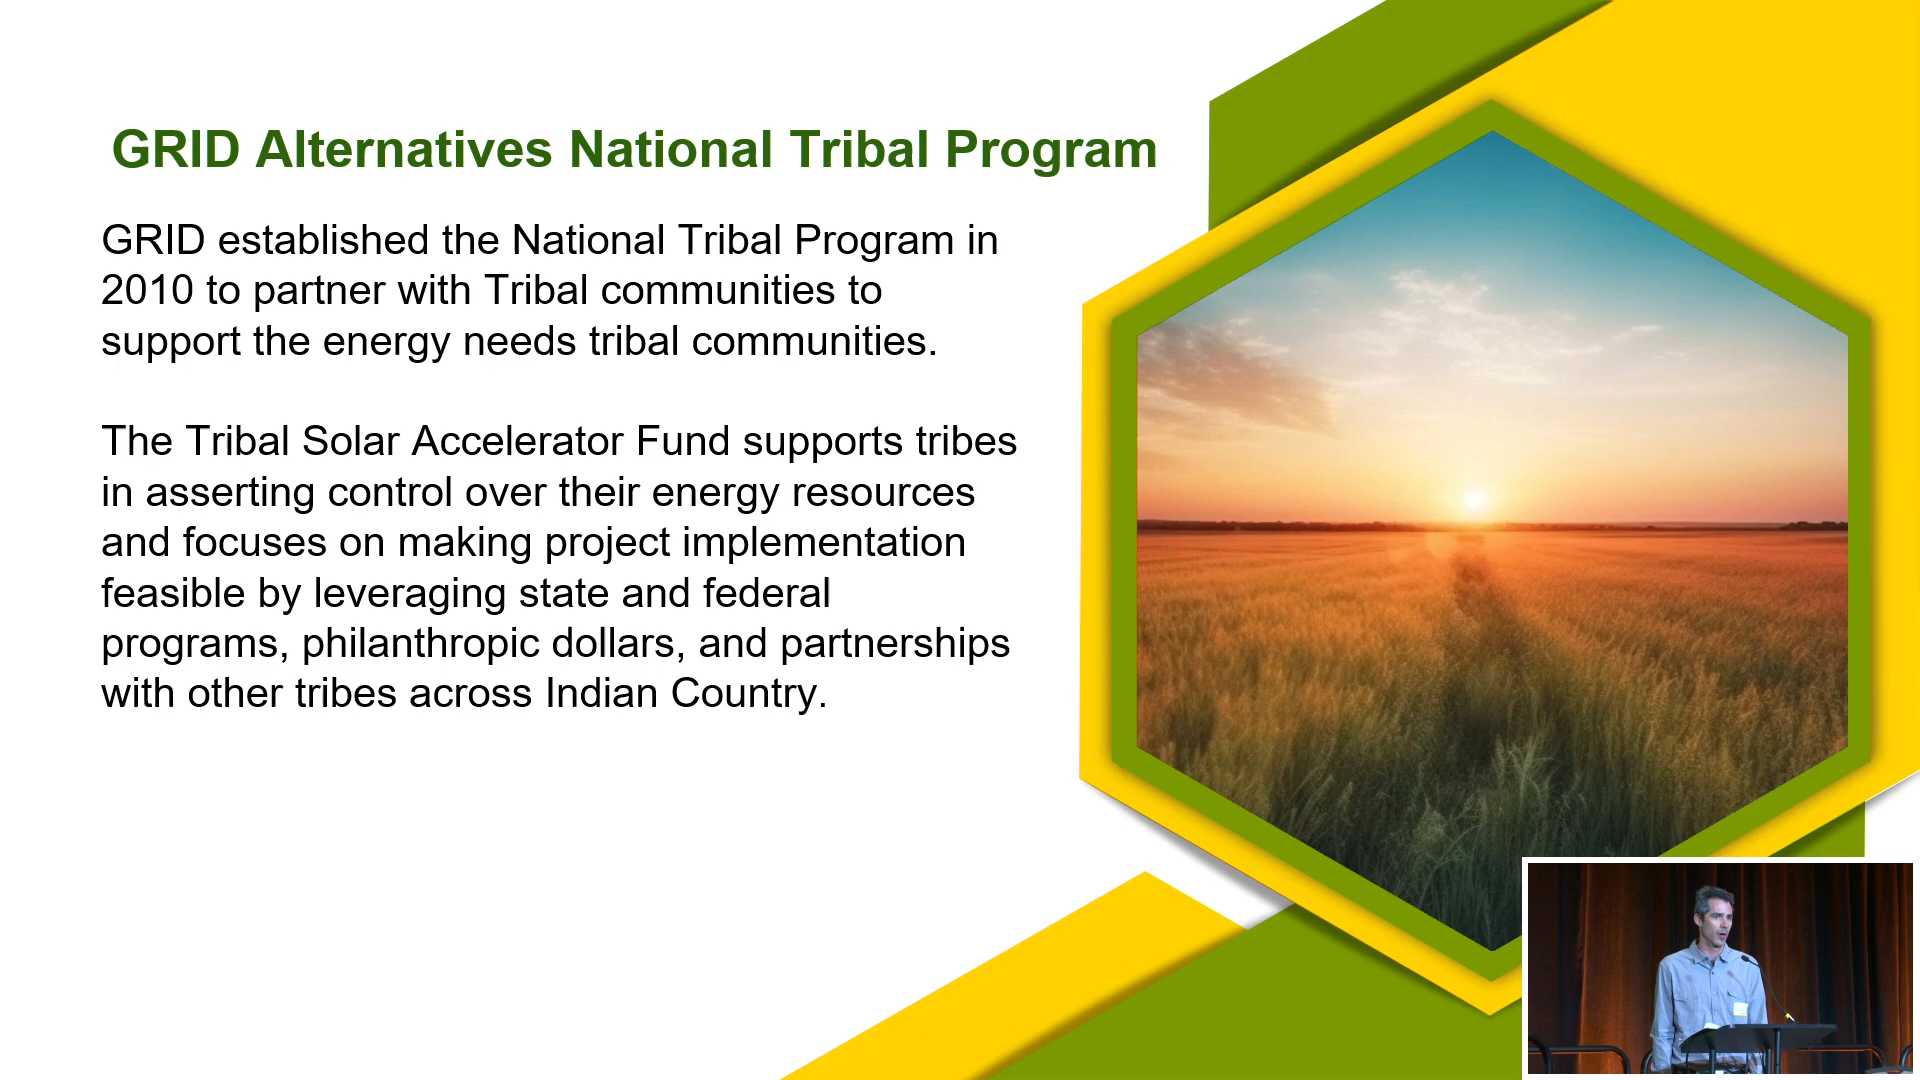 GRID Alternatives National Tribal Program
GRID established the National Tribal Program in
2010 to partner with Tribal communities to
support the energy needs tribal communities.
The Tribal Solar Accelerator Fund supports tribes
in asserting control over their energy resources
and focuses on making project implementation
feasible by leveraging state and federal
programs, philanthropic dollars, and partnerships
with other tribes across Indian Country.